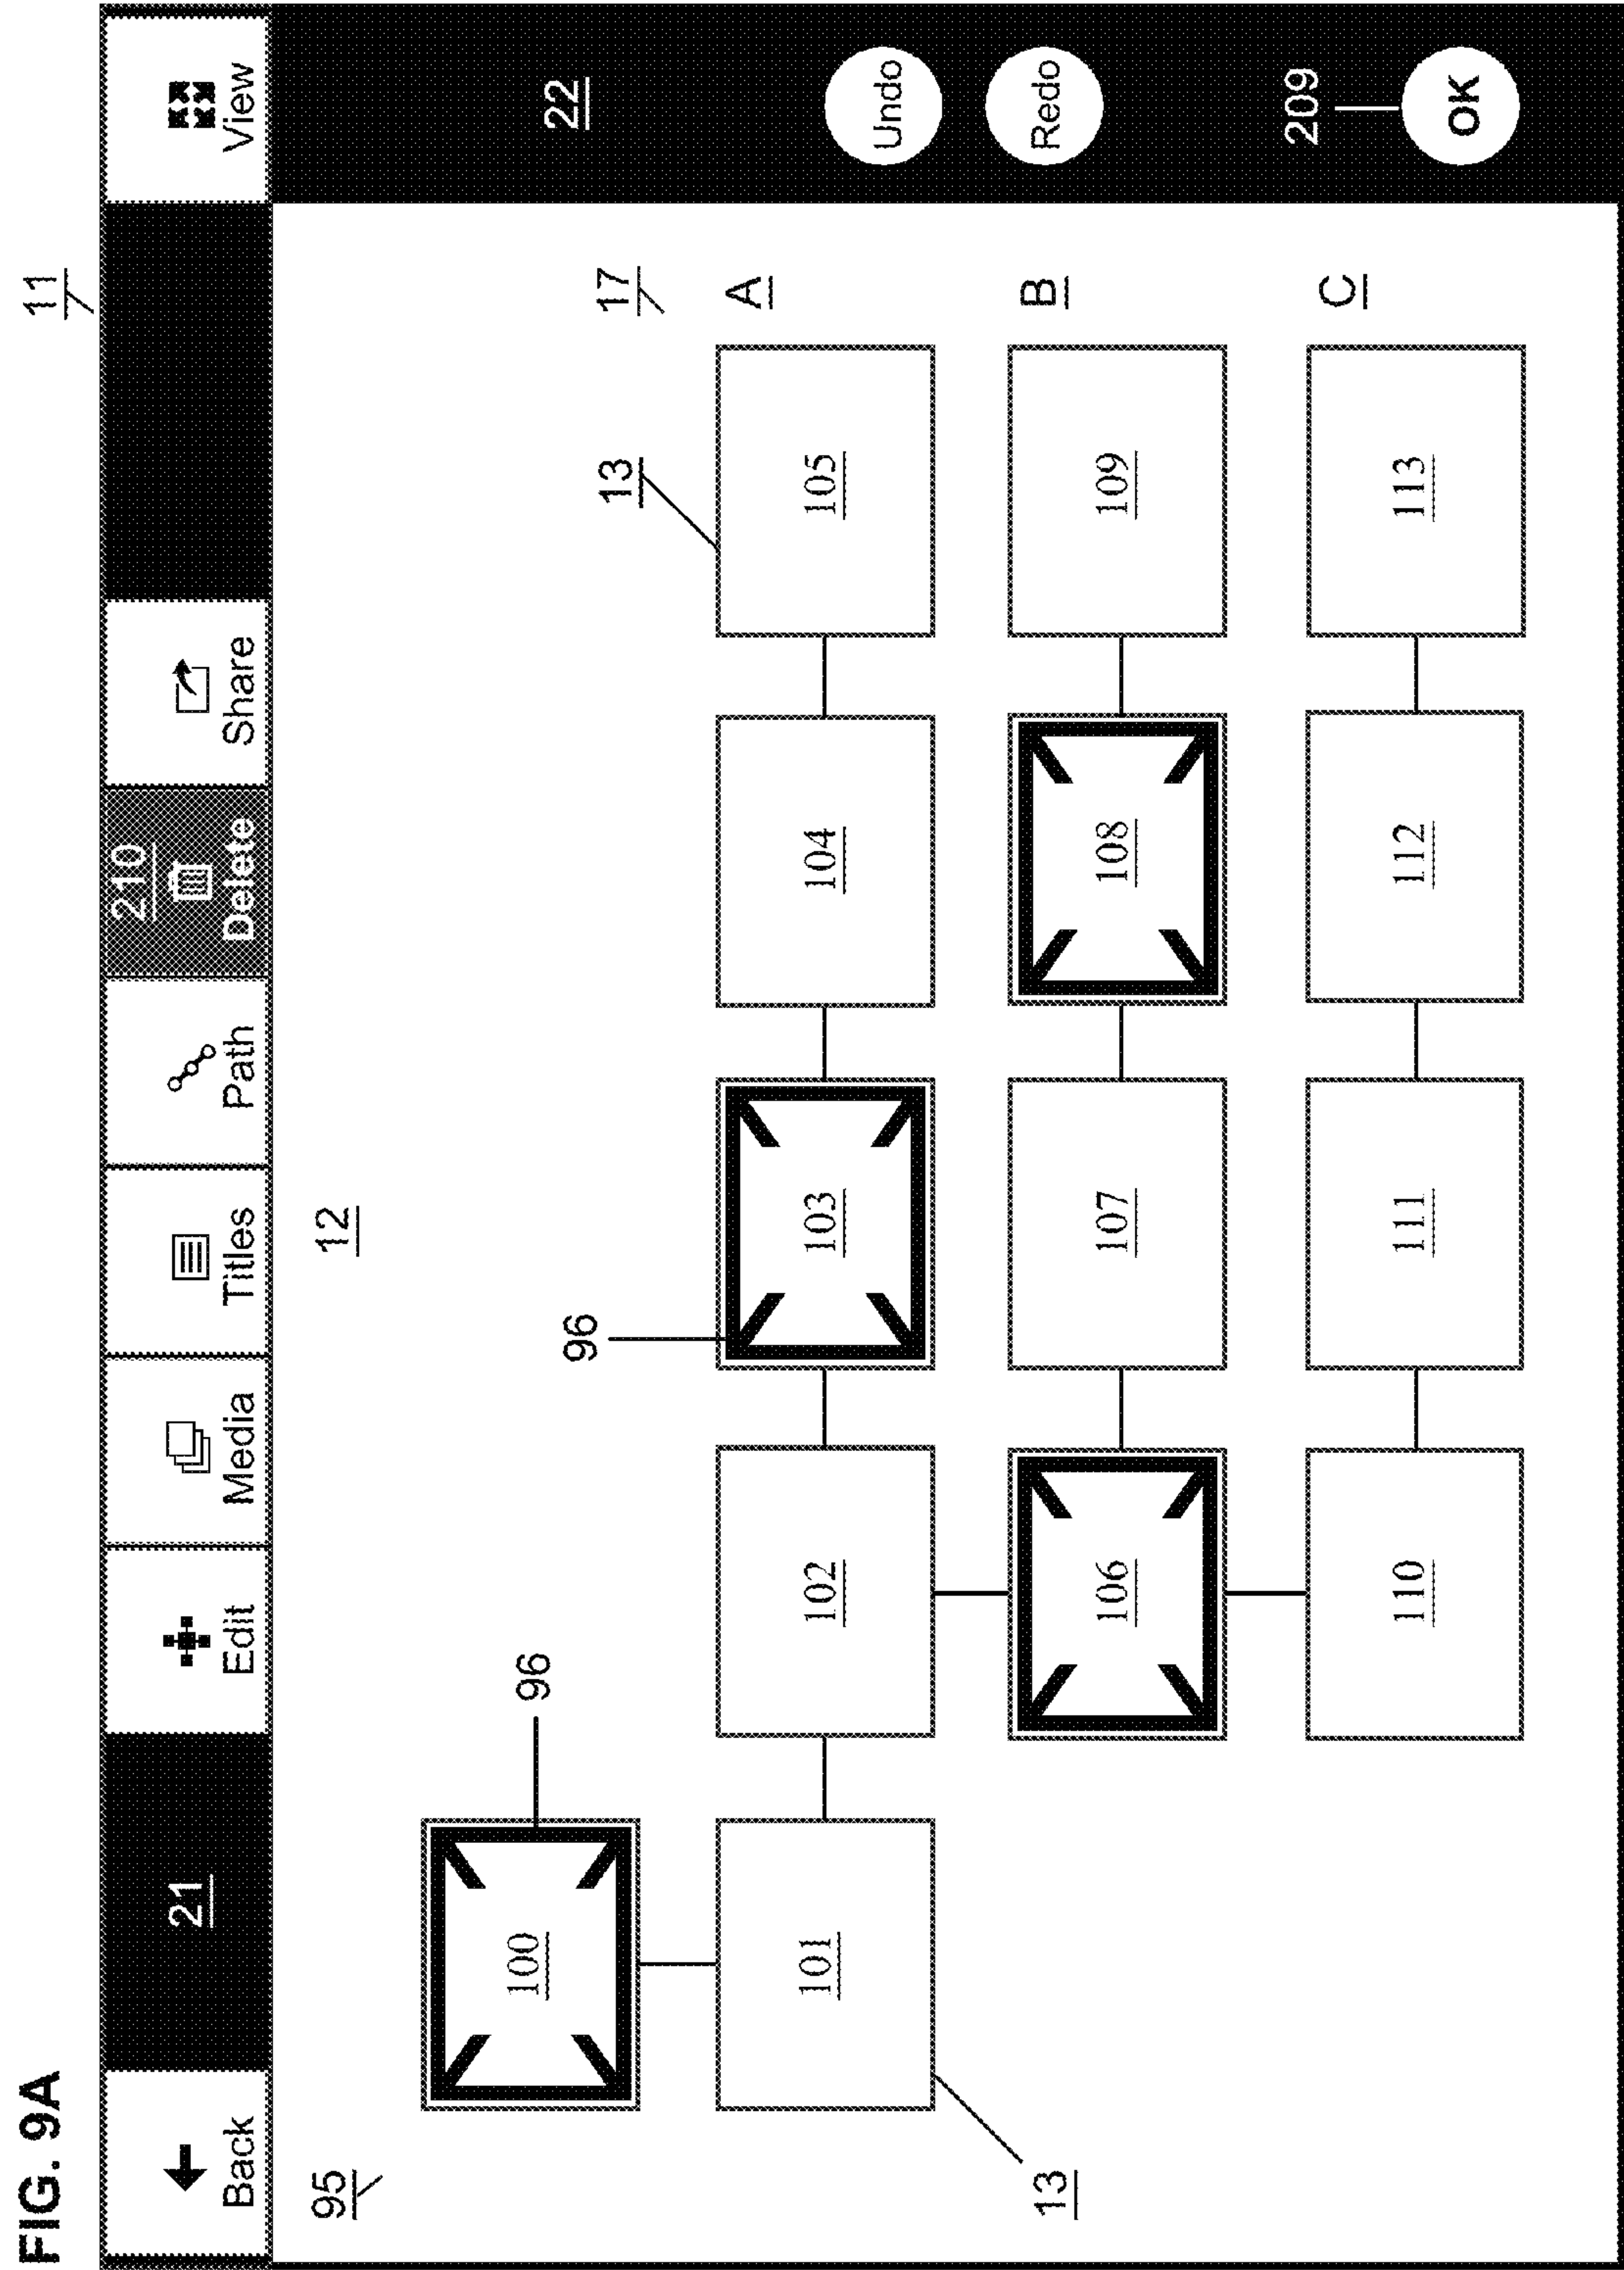 FIG. 9A
11
Back
21
Edit
Media
Titles
Path
210
Delete
Share
View
95
12
22
100
96
96
13
17
101
102
103
104
105
A
Undo
106
107
108
109
B
Redo
13
110
111
112
113
C
209
OK